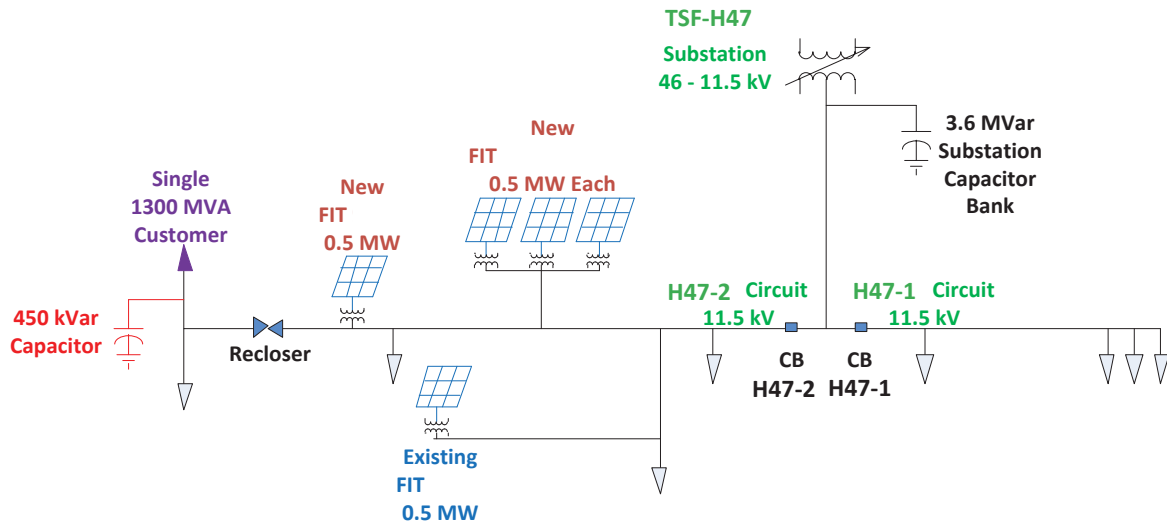 TSF-H47
Substation
46 - 11.5 kV
3.6 MVar
Substation
Capacitor
Bank
New
FIT
0.5 MW Each
New
FIT
0.5 MW
Single
1300 MVA
Customer
450 kVar
Capacitor
Recloser
H47-2 Circuit
11.5 kV
H47-1 Circuit
11.5 kV
CB
H47-2
CB
H47-1
Existing
FIT
0.5 MW